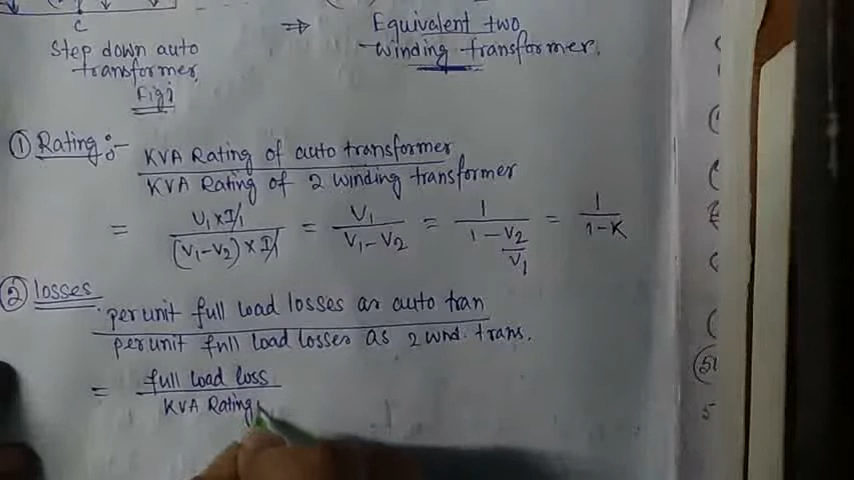 C
Step down auto transformer,
Fig i
⇒ Equivalent two winding transformer.
① Rating :- KVA Rating of auto transformer / KVA Rating of 2 winding transformer
= V₁ × I₁ / (V₁-V₂) × I₁ = V₁ / V₁-V₂ = 1 / 1 - V₂/V₁ = 1 / 1-K
② losses
per unit full load losses as auto tran / per unit full load losses as 2 wnd. trans.
= full load loss / KVA Rating